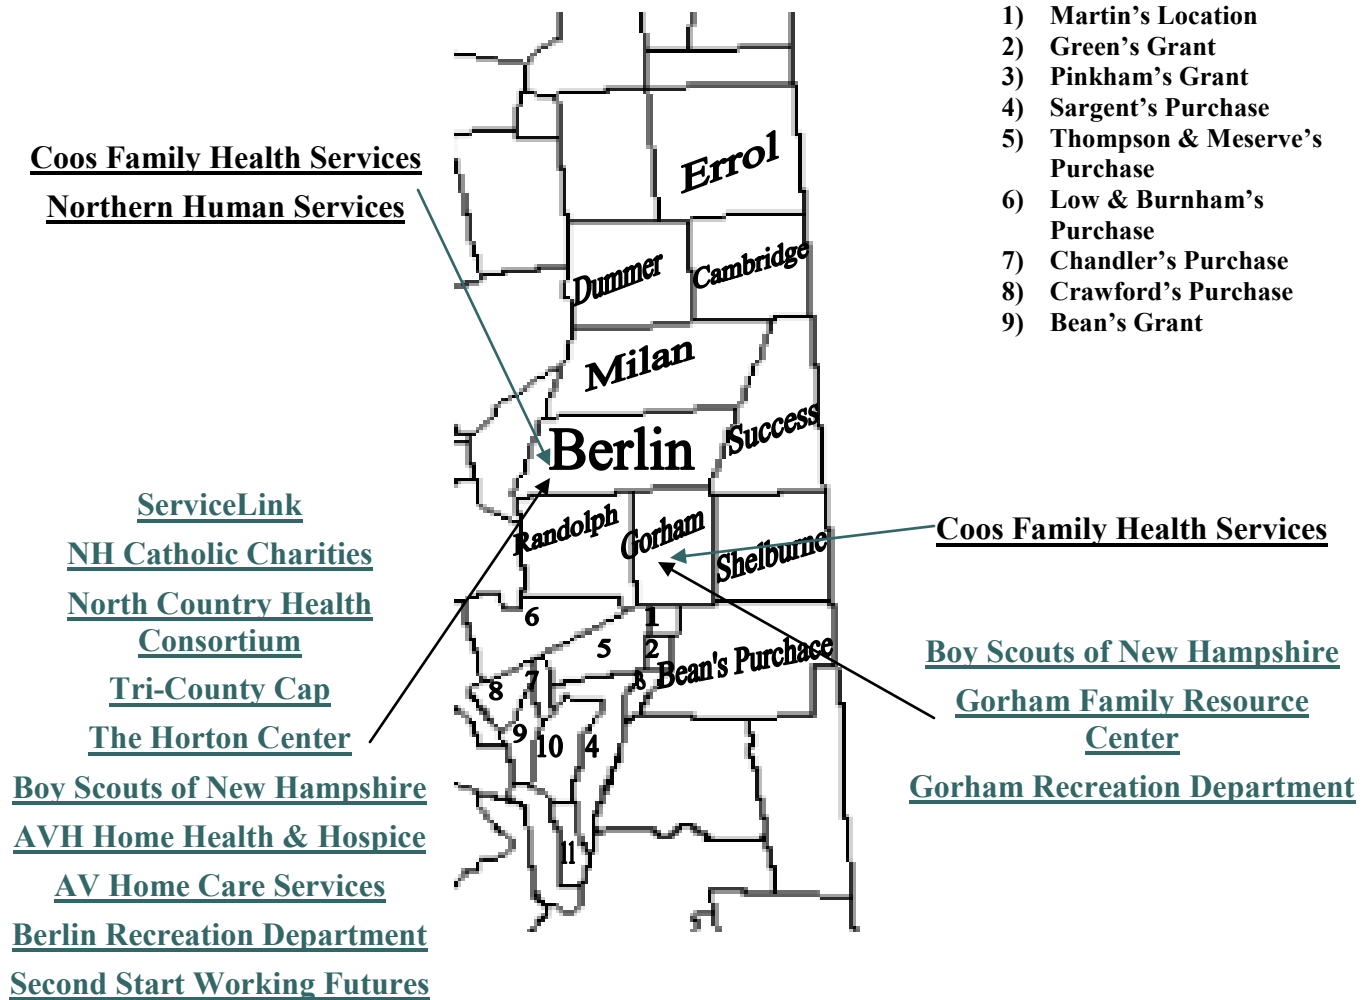 1) Martin’s Location
2) Green’s Grant
3) Pinkham’s Grant
4) Sargent’s Purchase
5) Thompson & Meserve’s
Purchase
6) Low & Burnham’s
Purchase
7) Chandler’s Purchase
8) Crawford’s Purchase
9) Bean’s Grant
Coos Family Health Services
Northern Human Services
Errol
Dummer
Cambridge
Milan
Success
Berlin
Randolph
Gorham
Shelburne
Coos Family Health Services
ServiceLink
NH Catholic Charities
North Country Health
Consortium
Tri-County Cap
The Horton Center
Boy Scouts of New Hampshire
AVH Home Health & Hospice
AV Home Care Services
Berlin Recreation Department
Second Start Working Futures
6
1
5
2
Bean's Purchace
8
7
3
9
10
4
11
Boy Scouts of New Hampshire
Gorham Family Resource
Center
Gorham Recreation Department